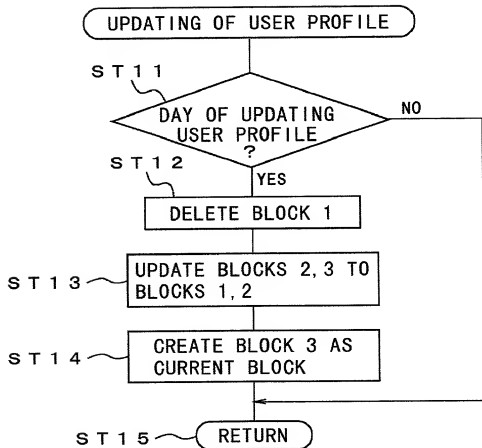 UPDATING OF USER PROFILE
ST11
DAY OF UPDATING
USER PROFILE
?
NO
ST12
YES
DELETE BLOCK 1
ST13
UPDATE BLOCKS 2,3 TO
BLOCKS 1,2
ST14
CREATE BLOCK 3 AS
CURRENT BLOCK
ST15
RETURN